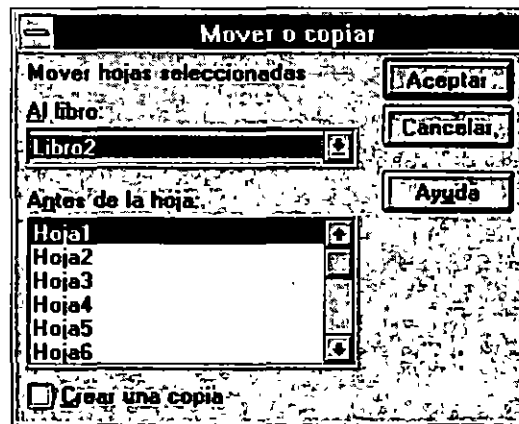 Mover o copiar
Mover hojas seleccionadas
Al libro:
Libro2
Antes de la hoja:
Hoja1
Hoja2
Hoja3
Hoja4
Hoja5
Hoja6
Crear una copia
Aceptar
Cancelar
Ayuda